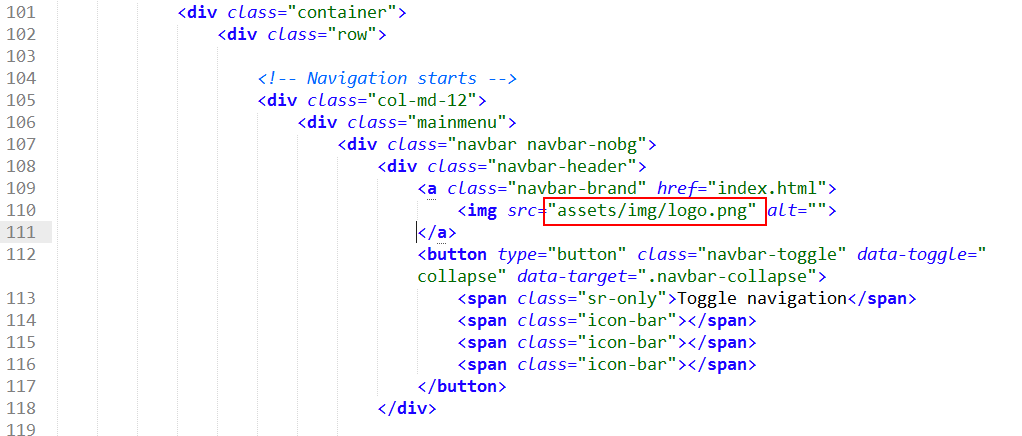 101 <div class="container">
102 <div class="row">
103
104 <!-- Navigation starts -->
105 <div class="col-md-12">
106 <div class="mainmenu">
107 <div class="navbar navbar-nobg">
108 <div class="navbar-header">
109 <a class="navbar-brand" href="index.html">
110 <img src="assets/img/logo.png" alt="">
111 </a>
112 <button type="button" class="navbar-toggle" data-toggle="
collapse" data-target=".navbar-collapse">
113 <span class="sr-only">Toggle navigation</span>
114 <span class="icon-bar"></span>
115 <span class="icon-bar"></span>
116 <span class="icon-bar"></span>
117 </button>
118 </div>
119